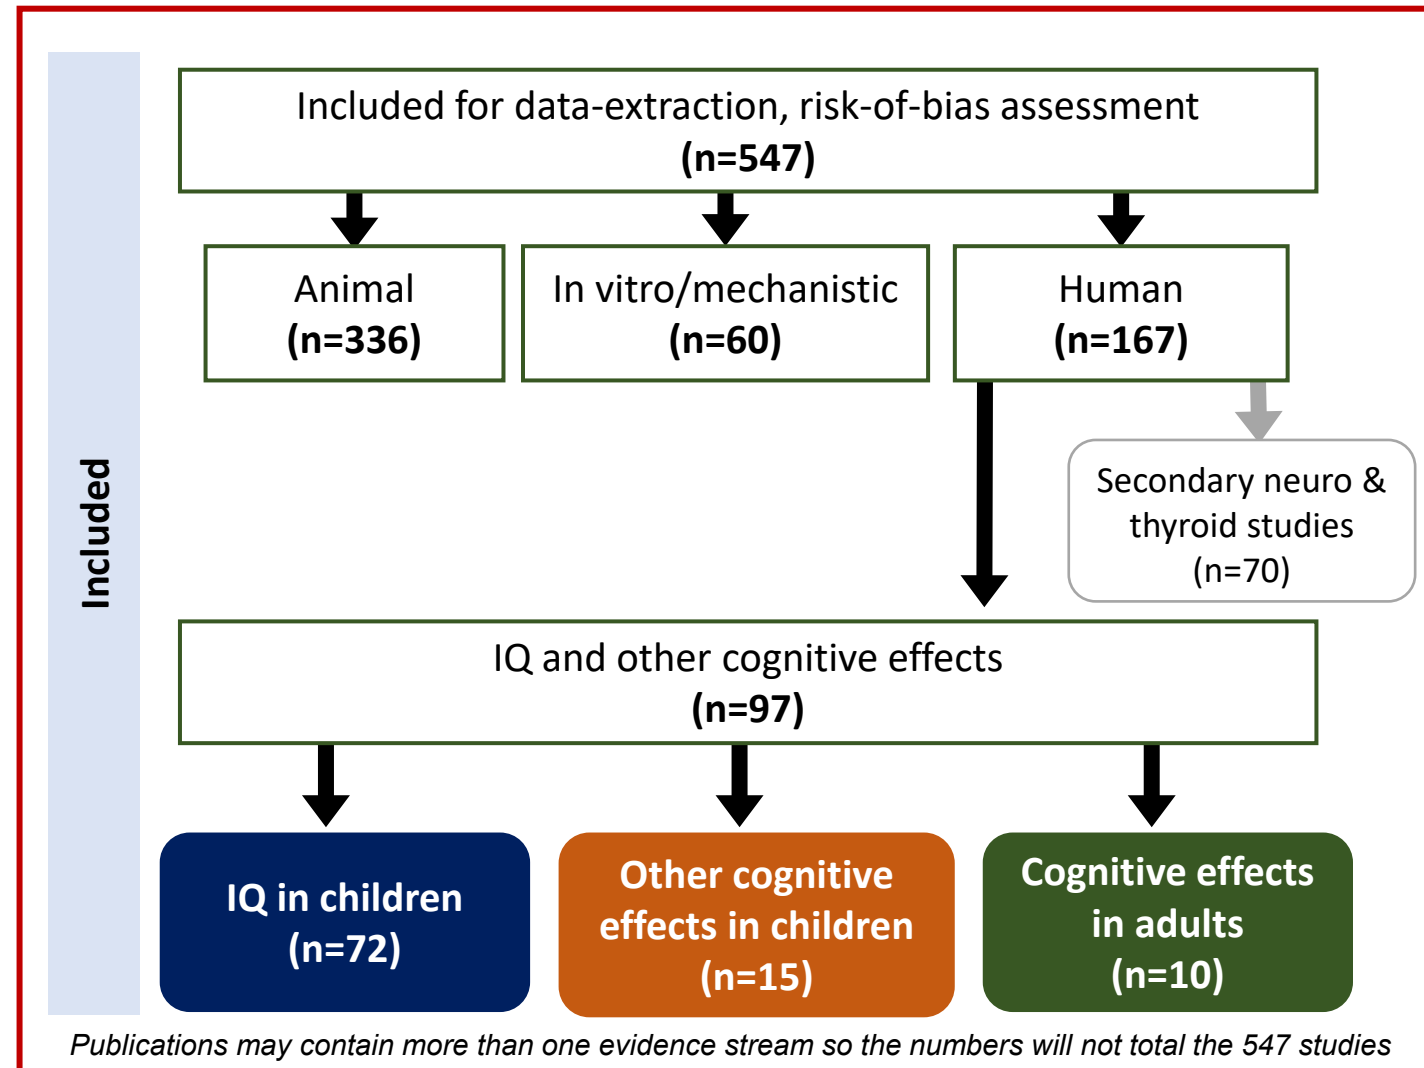 Included
Included for data-extraction, risk-of-bias assessment
(n=547)
Animal
(n=336)
In vitro/mechanistic
(n=60)
Human
(n=167)
Secondary neuro &
thyroid studies
(n=70)
IQ and other cognitive effects
(n=97)
IQ in children
(n=72)
Other cognitive
effects in children
(n=15)
Cognitive effects
in adults
(n=10)
Publications may contain more than one evidence stream so the numbers will not total the 547 studies